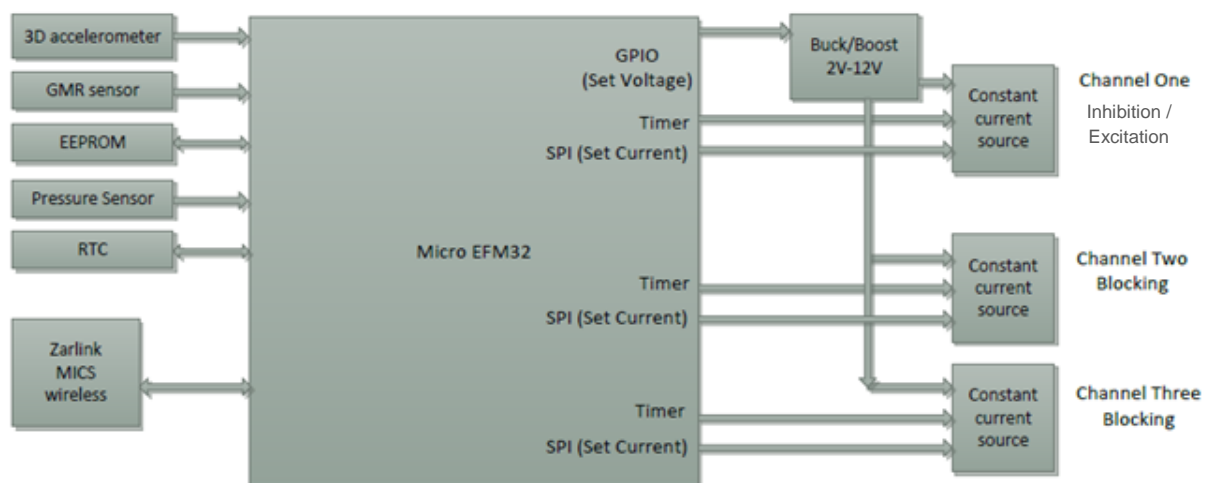 3D accelerometer
GMR sensor
EEPROM
Pressure Sensor
RTC
Zarlink
MICS
wireless
Micro EFM32
GPIO
(Set Voltage)
Timer
SPI (Set Current)
Timer
SPI (Set Current)
Timer
SPI (Set Current)
Buck/Boost
2V-12V
Constant
current
source
Channel One
Inhibition /
Excitation
Constant
current
source
Channel Two
Blocking
Constant
current
source
Channel Three
Blocking